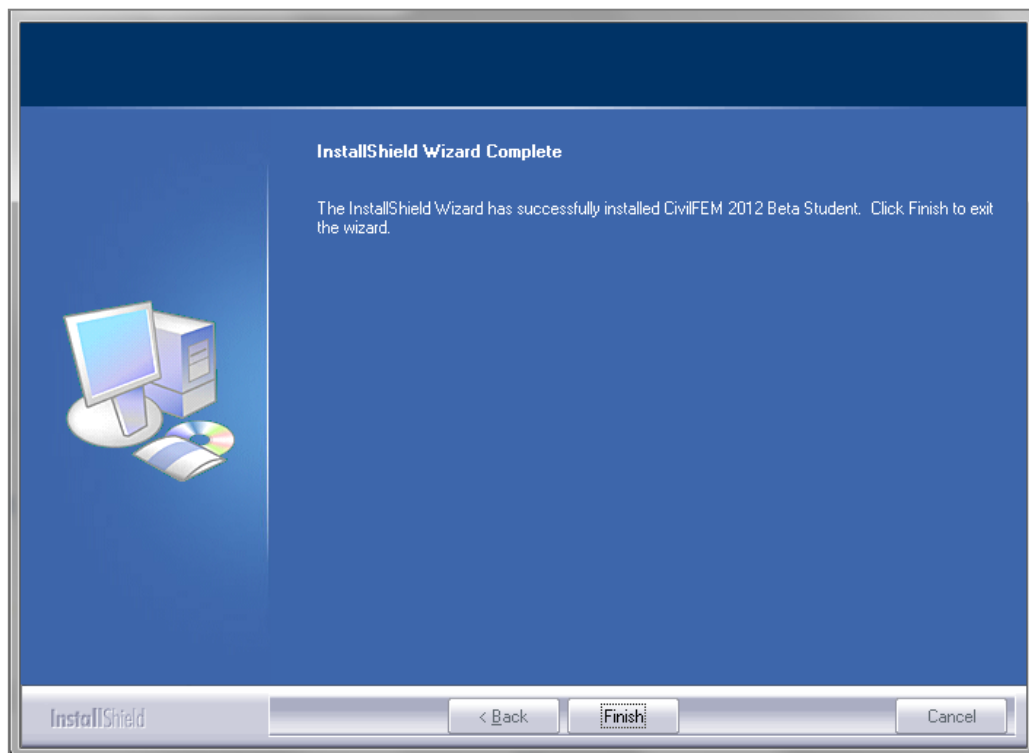 InstallShield Wizard Complete
The InstallShield Wizard has successfully installed CivilFEM 2012 Beta Student. Click Finish to exit
the wizard.
InstallShield
< Back
Finish
Cancel